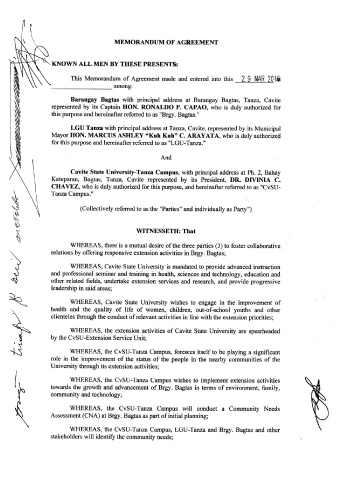 MEMORANDUM OF AGREEMENT
KNOWN ALL MEN BY THESE PRESENTS:
This Memorandum of Agreement made and entered into this 29 MAR 2016
among:
Barangay Bagtas with principal address at Barangay Bagtas, Tanza, Cavite
represented by its Captain HON. RONALDO P. CAPAO, who is duly authorized for
this purpose and hereinafter referred to as "Brgy. Bagtas."
LGU Tanza with principal address at Tanza, Cavite, represented by its Municipal
Mayor HON. MARCUS ASHLEY "Kuh Kuh" C. ARAYATA, who is duly authorized
for this purpose and hereinafter referred to as "LGU-Tanza."
And
Cavite State University-Tanza Campus, with principal address at Ph. 2, Bahay
Katuparan, Bagtas, Tanza, Cavite represented by its President, DR. DIVINIA C.
CHAVEZ, who is duly authorized for this purpose, and hereinafter referred to as "CvSU-
Tanza Campus."
(Collectively referred to as the "Parties" and individually as Party")
WITNESSETH: That
WHEREAS, there is a mutual desire of the three parties (3) to foster collaborative
relations by offering responsive extension activities in Brgy. Bagtas;
WHEREAS, Cavite State University is mandated to provide advanced instruction
and professional seminar and training in health, sciences and technology, education and
other related fields, undertake extension services and research, and provide progressive
leadership in said areas;
WHEREAS, Cavite State University wishes to engage in the improvement of
health and the quality of life of women, children, out-of-school youths and other
clienteles through the conduct of relevant activities in line with the extension priorities;
WHEREAS, the extension activities of Cavite State University are spearheaded
by the CvSU-Extension Service Unit;
WHEREAS, the CvSU-Tanza Campus, foresees itself to be playing a significant
role in the improvement of the status of the people in the nearby communities of the
University through its extension activities;
WHEREAS, the CvSU-Tanza Campus wishes to implement extension activities
towards the growth and advancement of Brgy. Bagtas in terms of environment, family,
community and technology;
WHEREAS, the CvSU-Tanza Campus will conduct a Community Needs
Assessment (CNA) at Brgy. Bagtas as part of initial planning;
WHEREAS, the CvSU-Tanza Campus, LGU-Tanza and Brgy. Bagtas and other
stakeholders will identify the community needs;